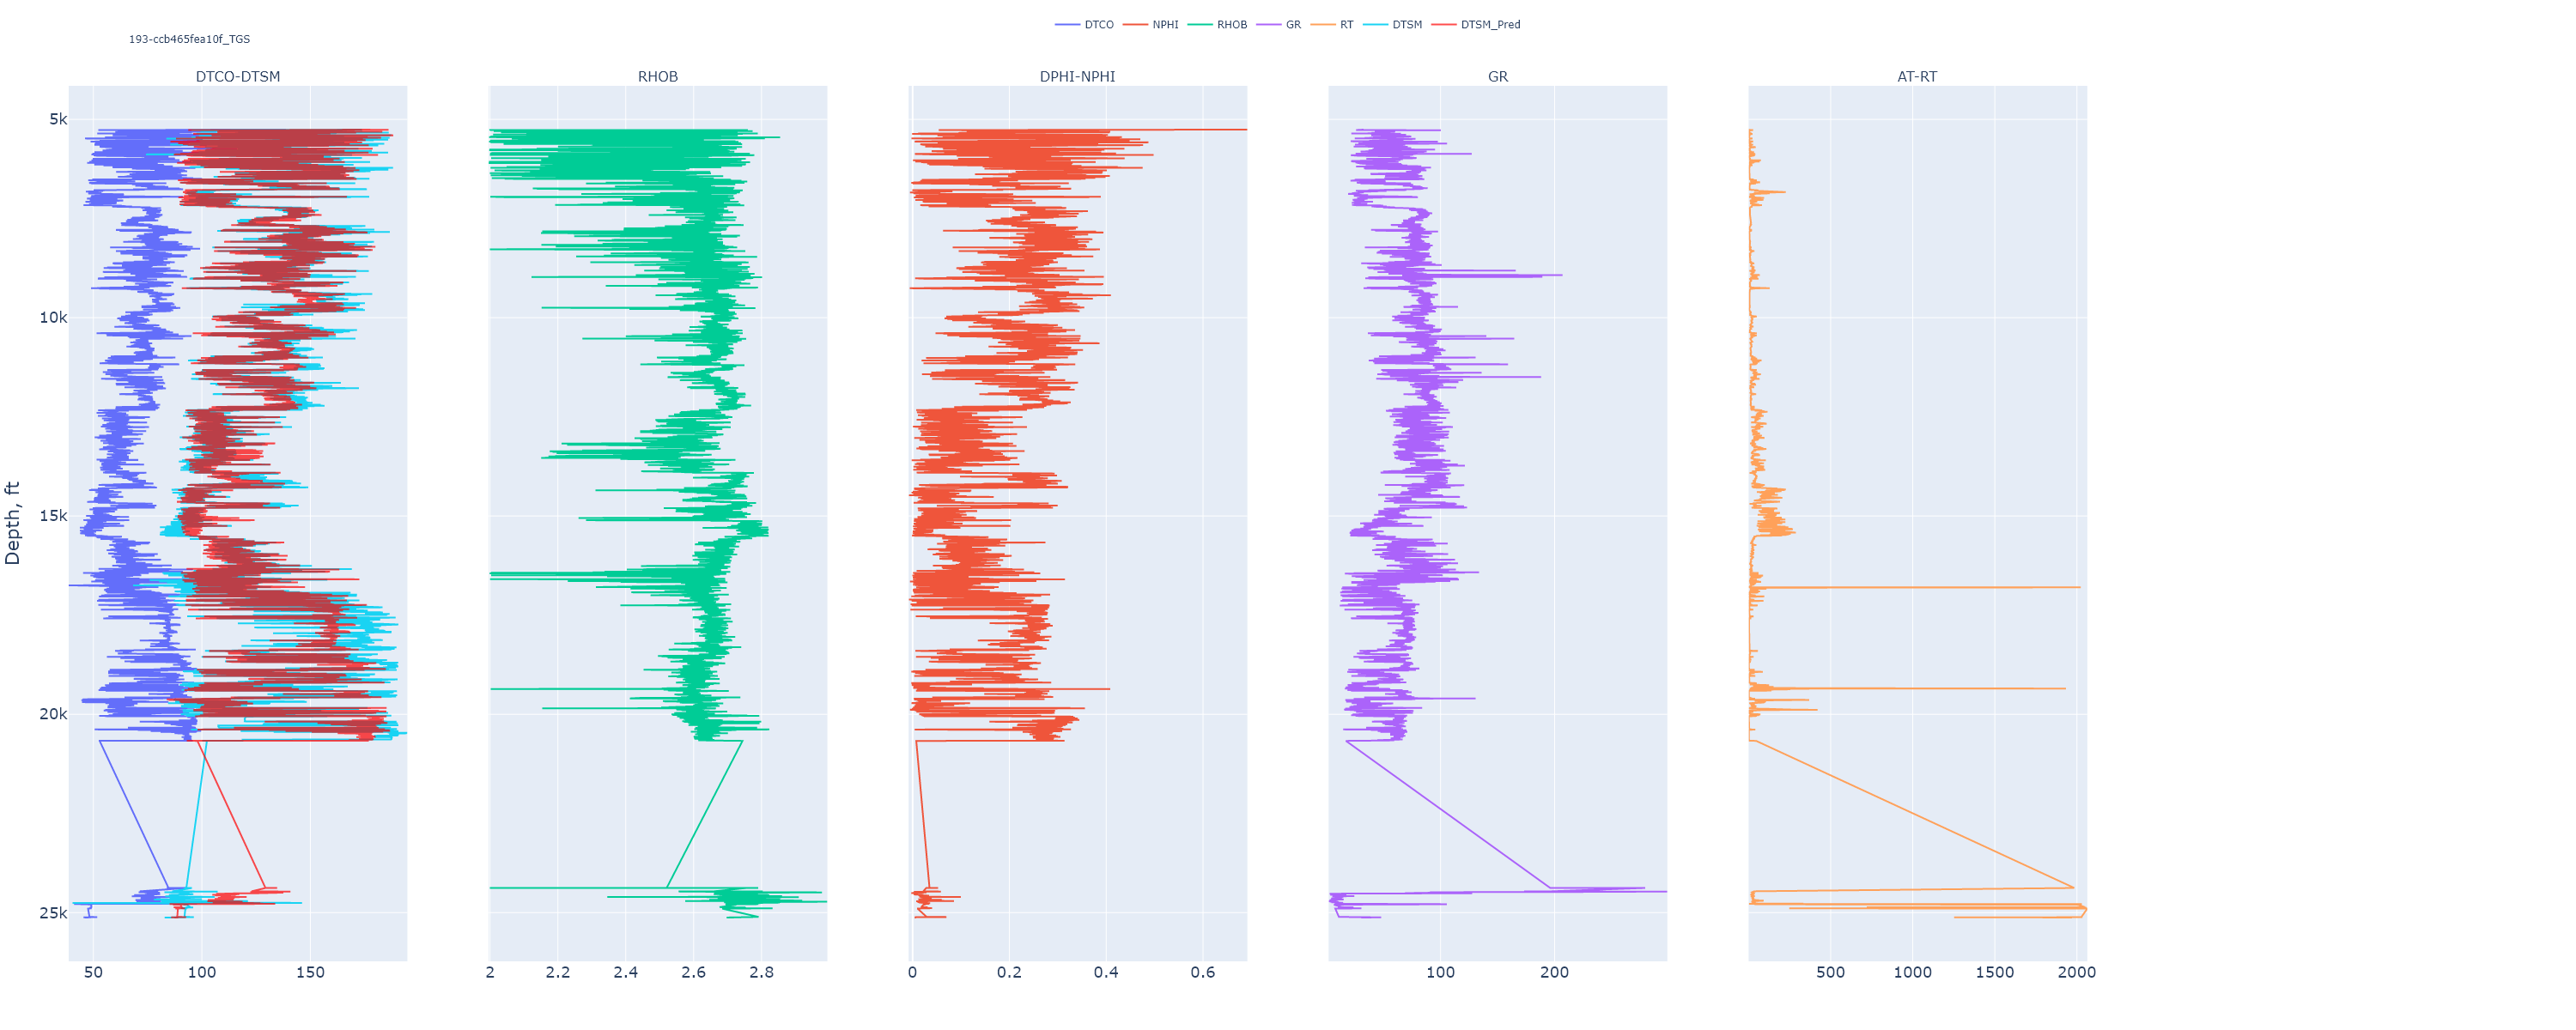 DTCO NPHI RHOB GR RT DTSM DTSM_Pred
193-ccb465fea10f_TGS
DTCO-DTSM RHOB DPHI-NPHI GR AT-RT
Depth, ft
5k
10k
15k
20k
25k
50 100 150
2 2.2 2.4 2.6 2.8
0 0.2 0.4 0.6
100 200
500 1000 1500 2000